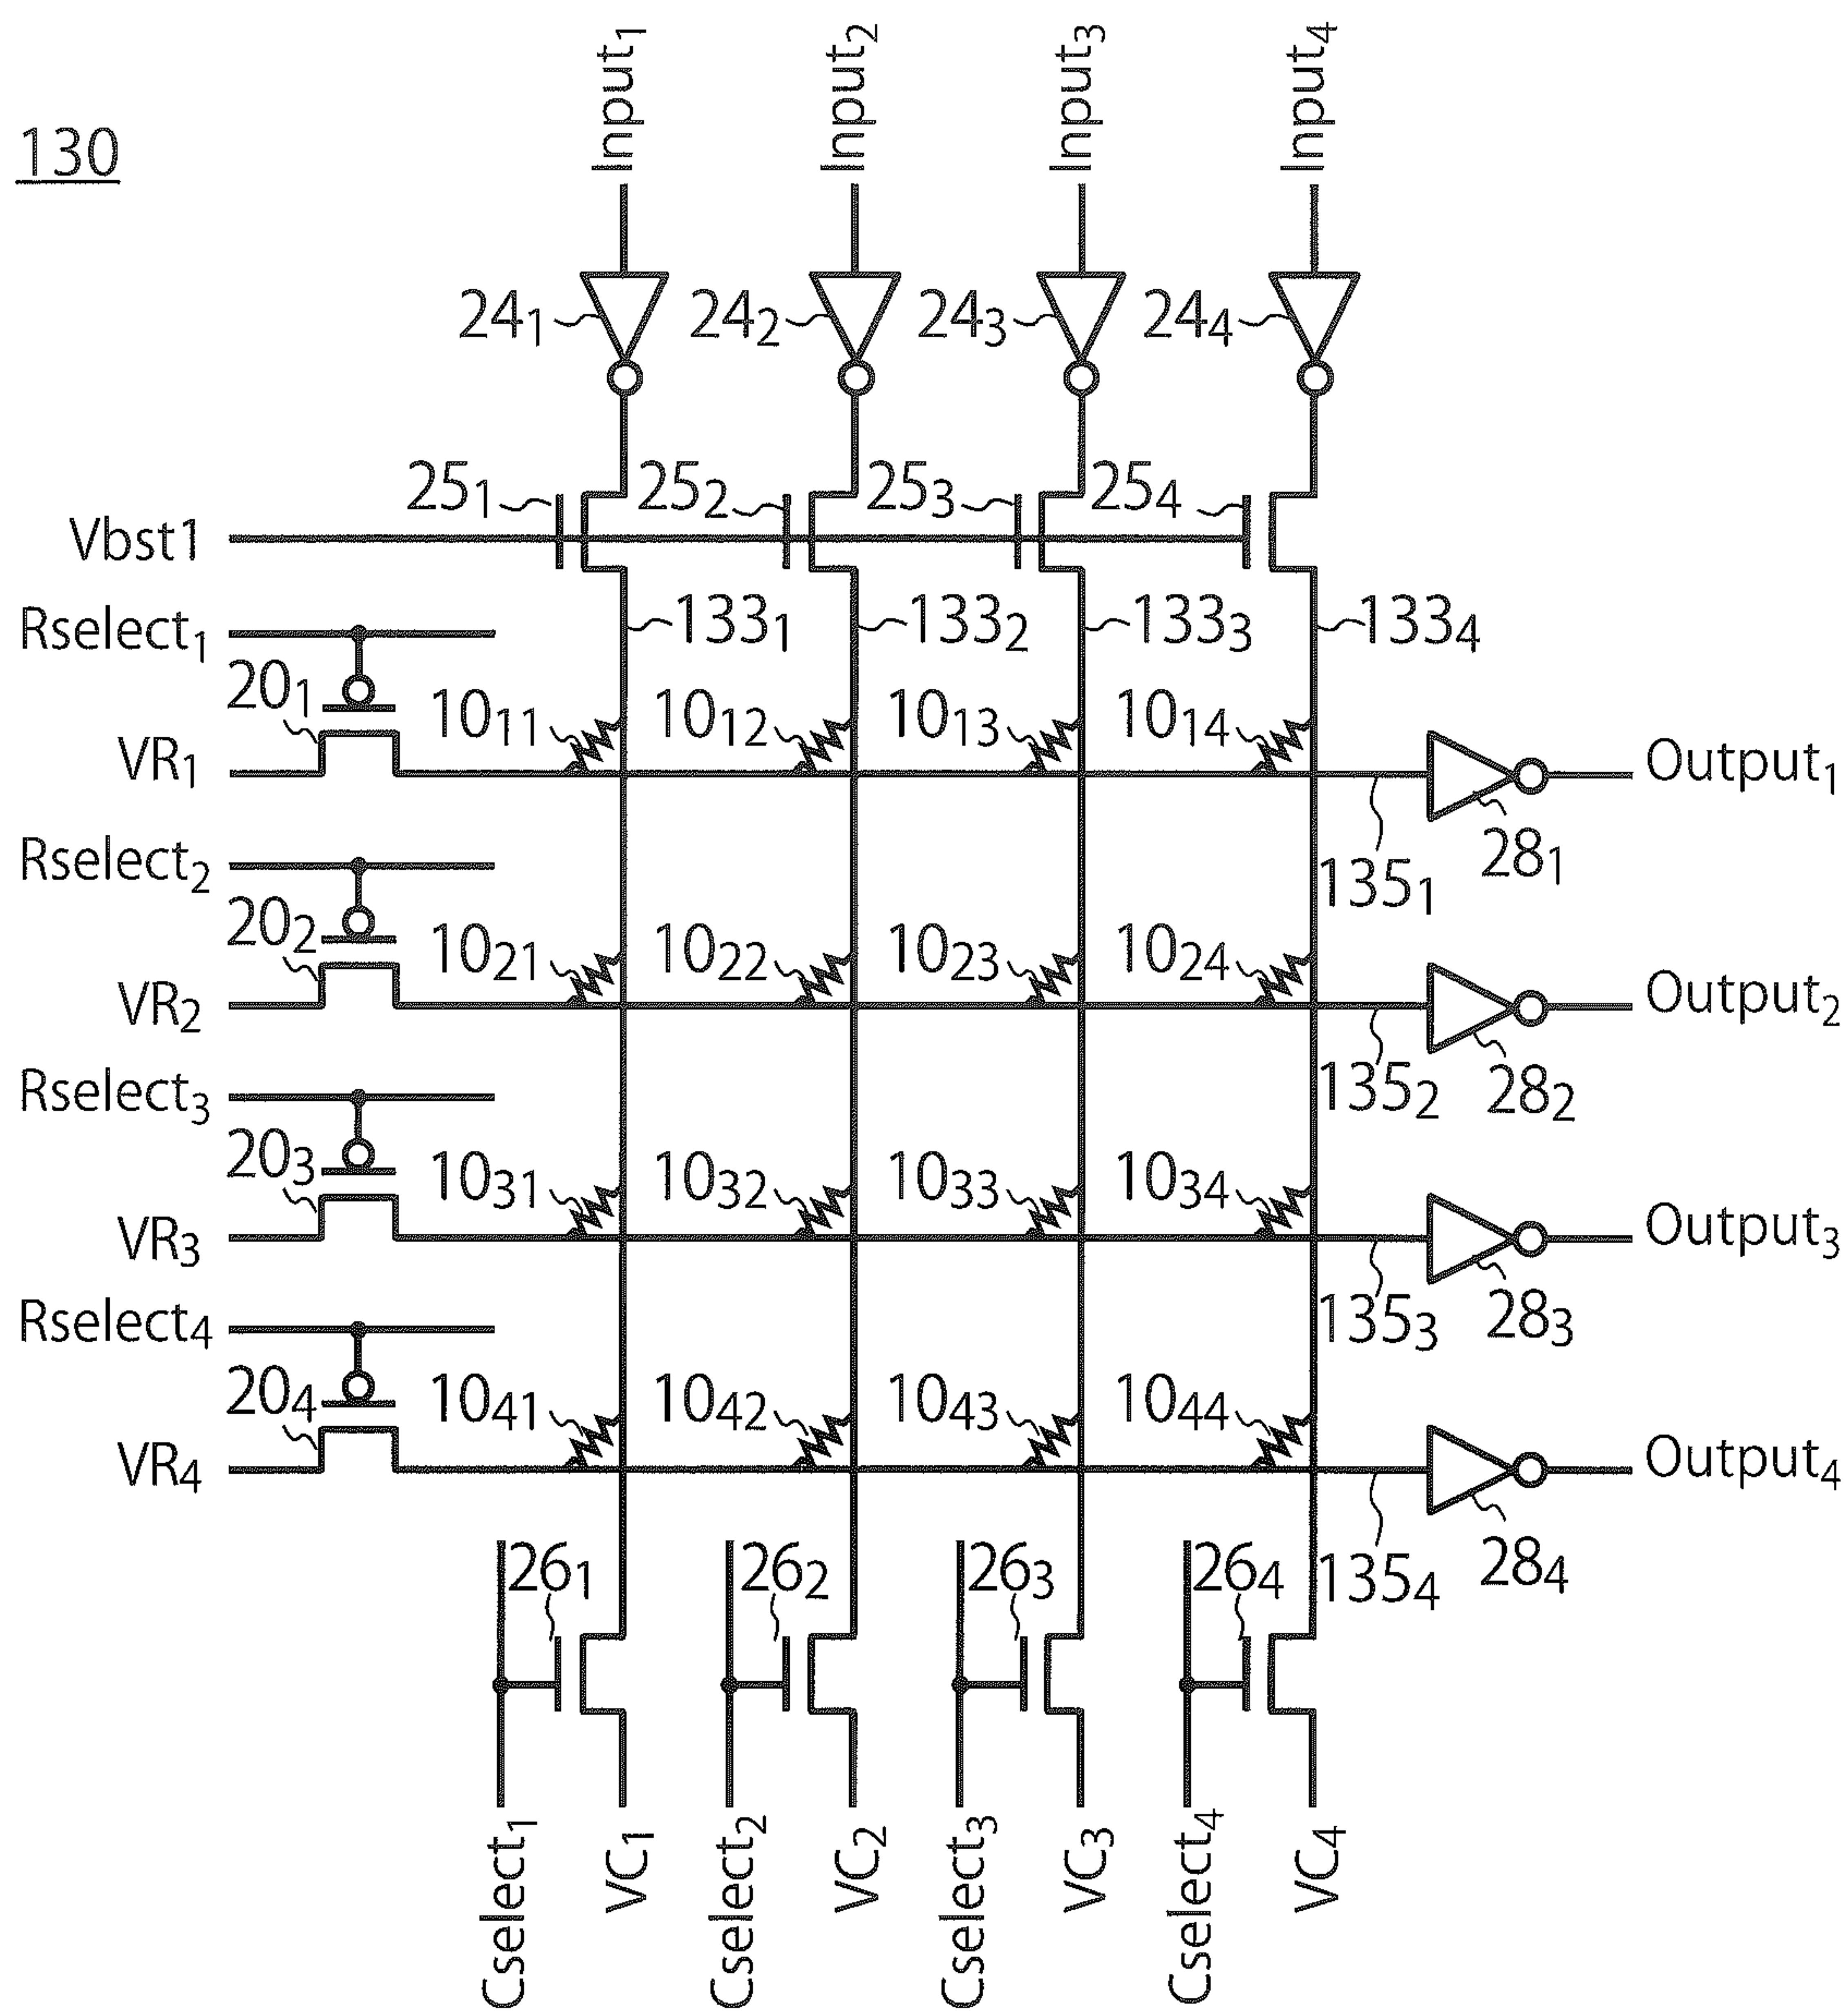 130
Input₁ Input₂ Input₃ Input₄
24₁ 24₂ 24₃ 24₄
25₁ 25₂ 25₃ 25₄
Vbst1
133₁ 133₂ 133₃ 133₄
Rselect₁
20₁ 10₁₁ 10₁₂ 10₁₃ 10₁₄
VR₁ Output₁
135₁ 28₁
Rselect₂
20₂ 10₂₁ 10₂₂ 10₂₃ 10₂₄
VR₂ Output₂
135₂ 28₂
Rselect₃
20₃ 10₃₁ 10₃₂ 10₃₃ 10₃₄
VR₃ Output₃
135₃ 28₃
Rselect₄
20₄ 10₄₁ 10₄₂ 10₄₃ 10₄₄
VR₄ Output₄
26₁ 26₂ 26₃ 26₄ 135₄ 28₄
Cselect₁ VC₁ Cselect₂ VC₂ Cselect₃ VC₃ Cselect₄ VC₄